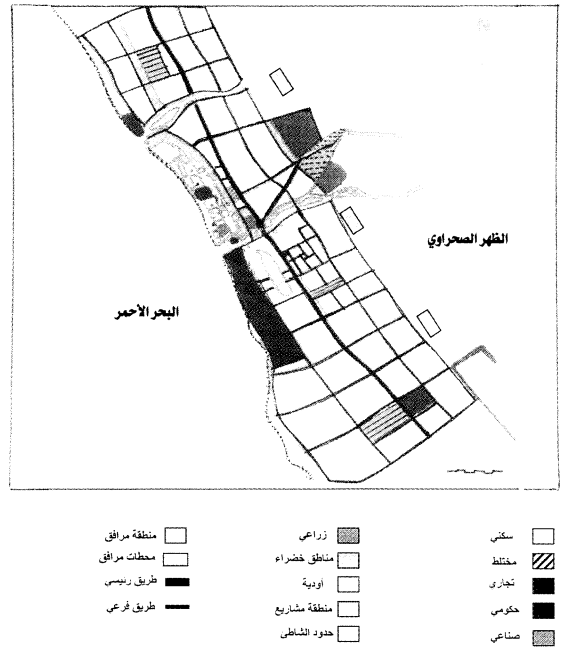 الظهر الصحراوي
البحر الأحمر
سكني
مختلط
تجاري
حكومي
صناعي
زراعي
مناطق خضراء
أودية
منطقة مشاريع
حدود الشاطى
منطقة مرافق
محطات مرافق
طريق رئيسي
طريق فرعي